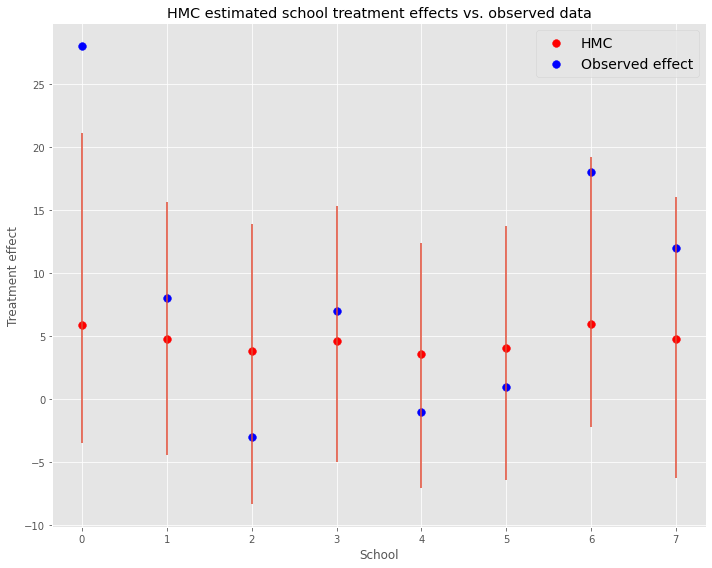 HMC estimated school treatment effects vs. observed data
HMC
Observed effect
Treatment effect
25
20
15
10
5
0
−5
−10
0 1 2 3 4 5 6 7
School